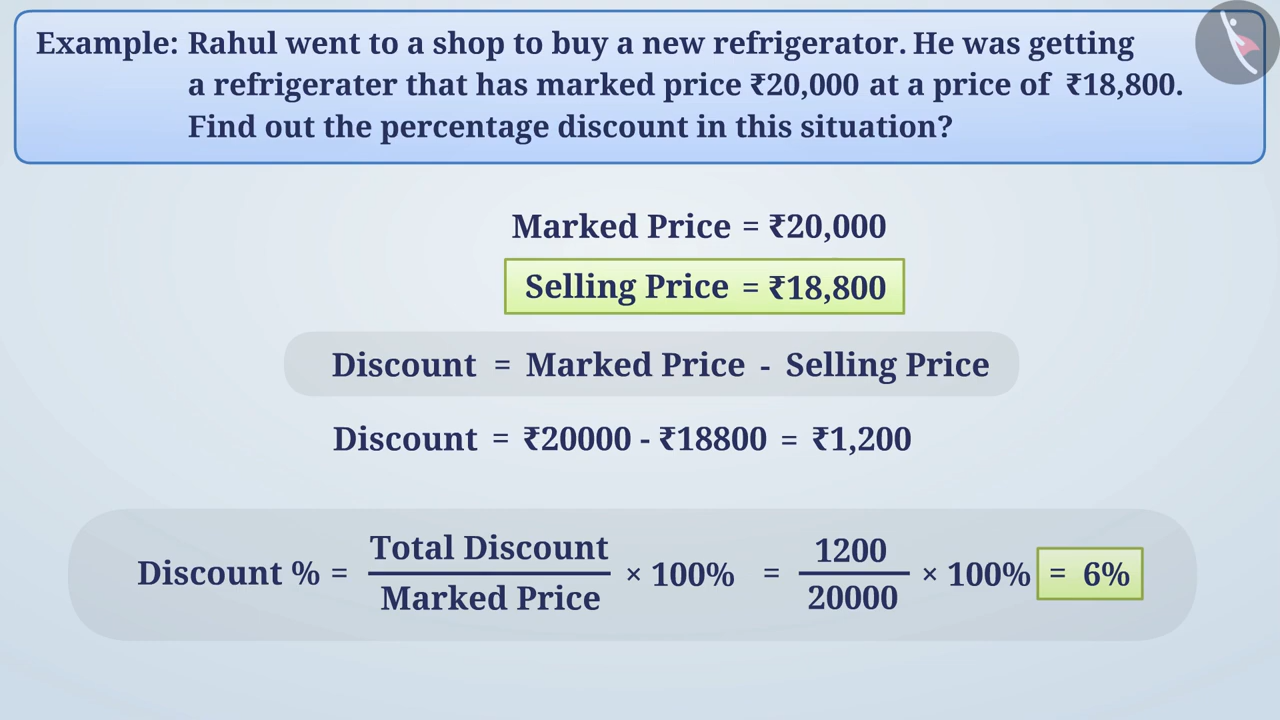 Example: Rahul went to a shop to buy a new refrigerator. He was getting
a refrigerater that has marked price ₹20,000 at a price of ₹18,800.
Find out the percentage discount in this situation?
Marked Price = ₹20,000
Selling Price = ₹18,800
Discount = Marked Price - Selling Price
Discount = ₹20000 - ₹18800 = ₹1,200
Discount % = Total Discount / Marked Price × 100% = 1200 / 20000 × 100% = 6%